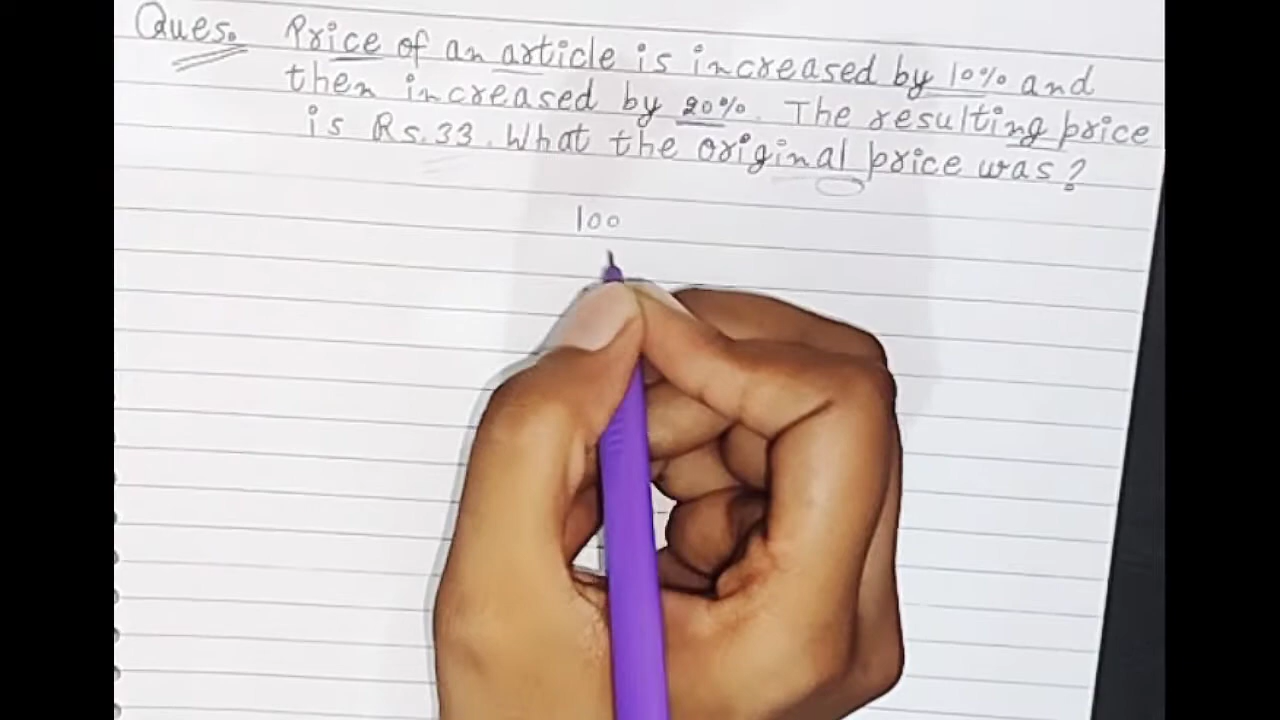 Ques. Price of an article is increased by 10% and
then increased by 20%. The resulting price
is Rs.33. What the original price was?
100